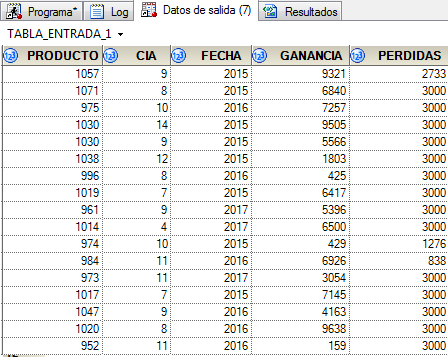 Programa* Log Datos de salida (7) Resultados
TABLA_ENTRADA_1
PRODUCTO CIA FECHA GANANCIA PERDIDAS
1057 9 2015 9321 2733
1071 8 2015 6840 3000
975 10 2016 7257 3000
1030 14 2015 9505 3000
1030 9 2015 5566 3000
1038 12 2015 1803 3000
996 8 2016 425 3000
1019 7 2015 6417 3000
961 9 2017 5396 3000
1014 4 2017 6500 3000
974 10 2015 429 1276
984 11 2016 6926 838
973 11 2017 3054 3000
1017 7 2015 7145 3000
1047 9 2016 4163 3000
1020 8 2016 9638 3000
952 11 2016 159 3000